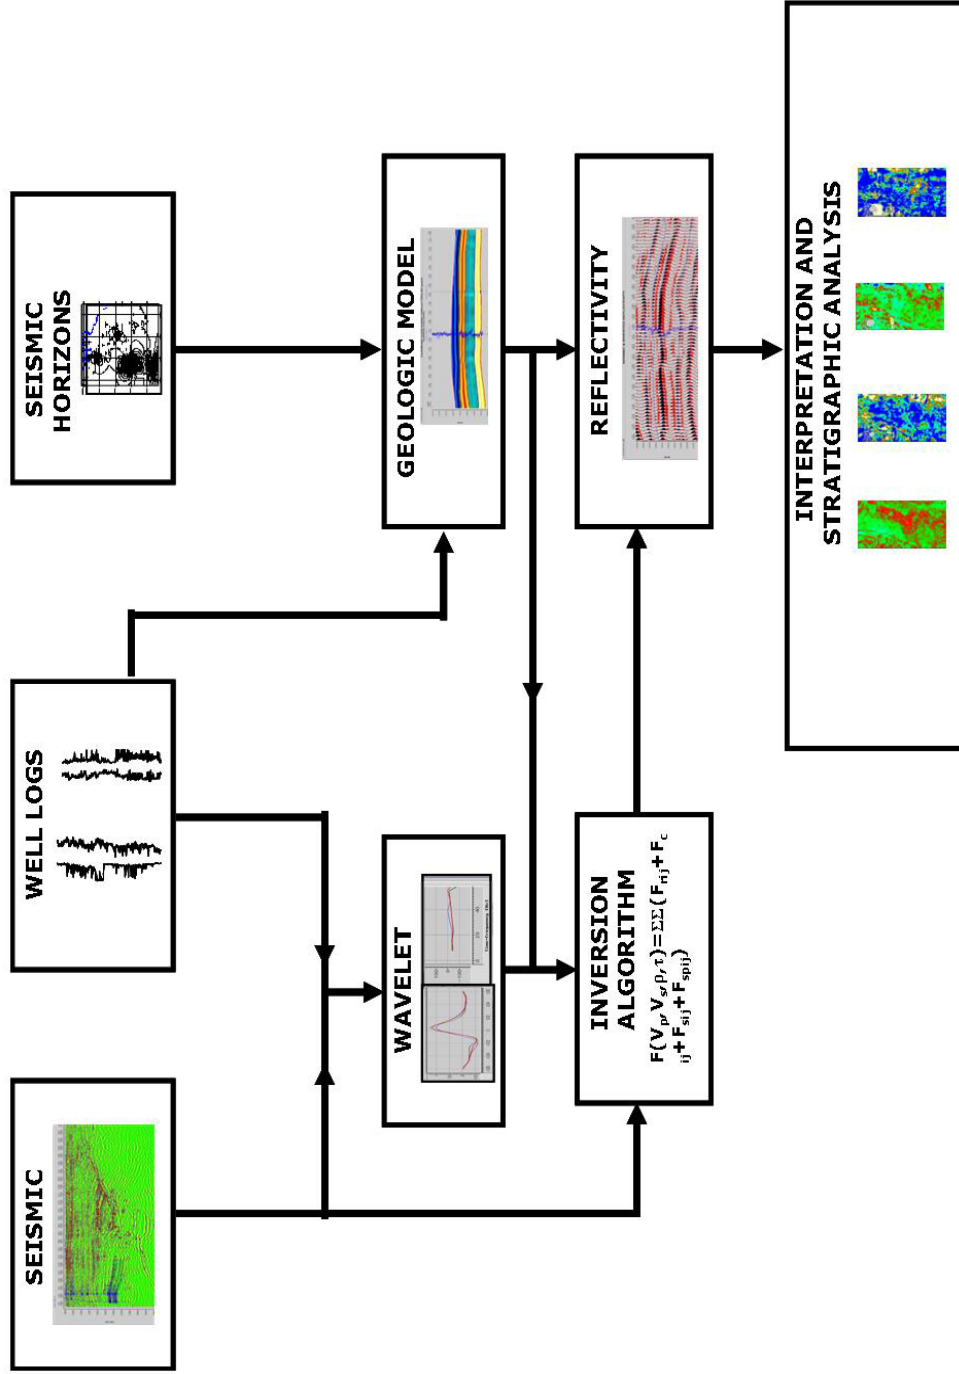 SEISMIC
WELL LOGS
SEISMIC
HORIZONS
WAVELET
GEOLOGIC MODEL
INVERSION
ALGORITHM
F(Vp,Vs,ρ,τ)=ΣΣ(Frij+Fc
ij+Fsij+Fspij)
REFLECTIVITY
INTERPRETATION AND
STRATIGRAPHIC ANALYSIS